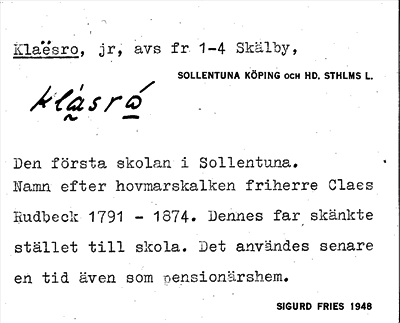 Klaësro, jr, avs fr 1-4 Skälby,
SOLLENTUNA KÖPING OCH HD. STHLMS L.
klásró
Den första skolan i Sollentuna.
Namn efter hovmarskalken friherre Claes
Rudbeck 1791 - 1874. Dennes far skänkte
stället till skola. Det användes senare
en tid även som pensionärshem.
SIGURD FRIES 1948